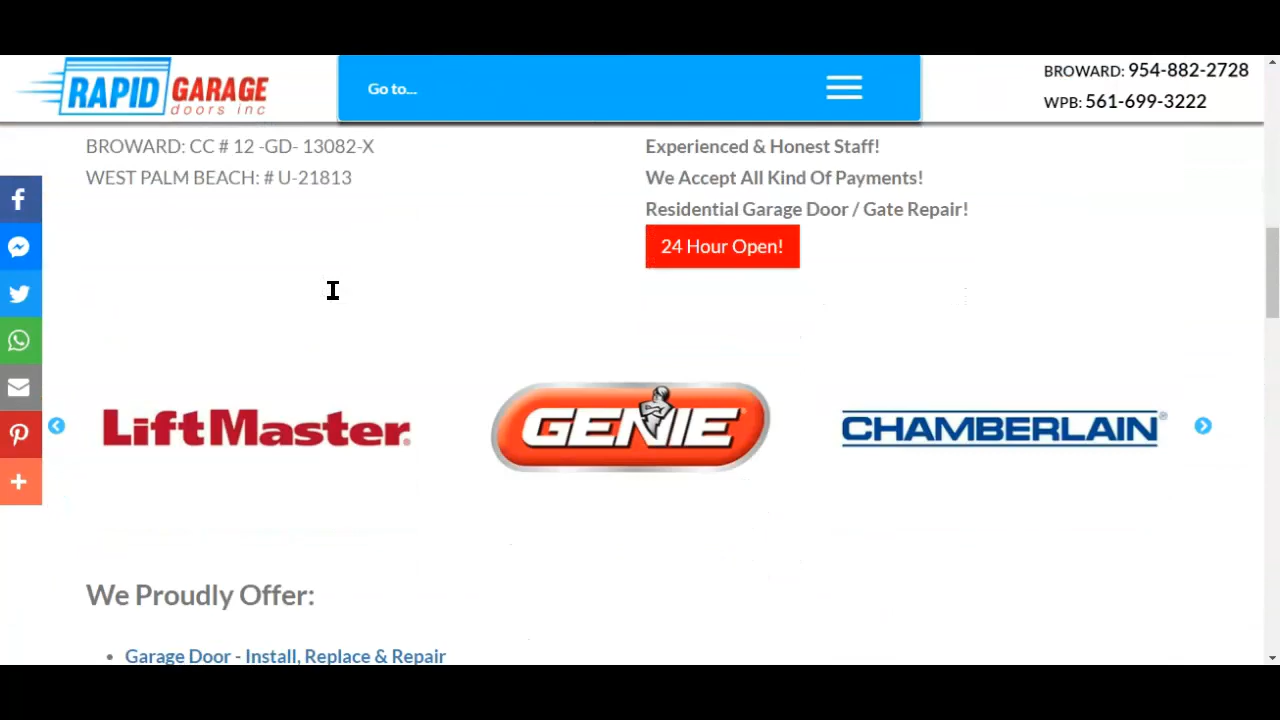 RAPID GARAGE
doors inc
Go to...
BROWARD: 954-882-2728
WPB: 561-699-3222
BROWARD: CC # 12 -GD- 13082-X
WEST PALM BEACH: # U-21813
Experienced & Honest Staff!
We Accept All Kind Of Payments!
Residential Garage Door / Gate Repair!
24 Hour Open!
LiftMaster®
GENIE®
CHAMBERLAIN®
We Proudly Offer:
• Garage Door - Install, Replace & Repair